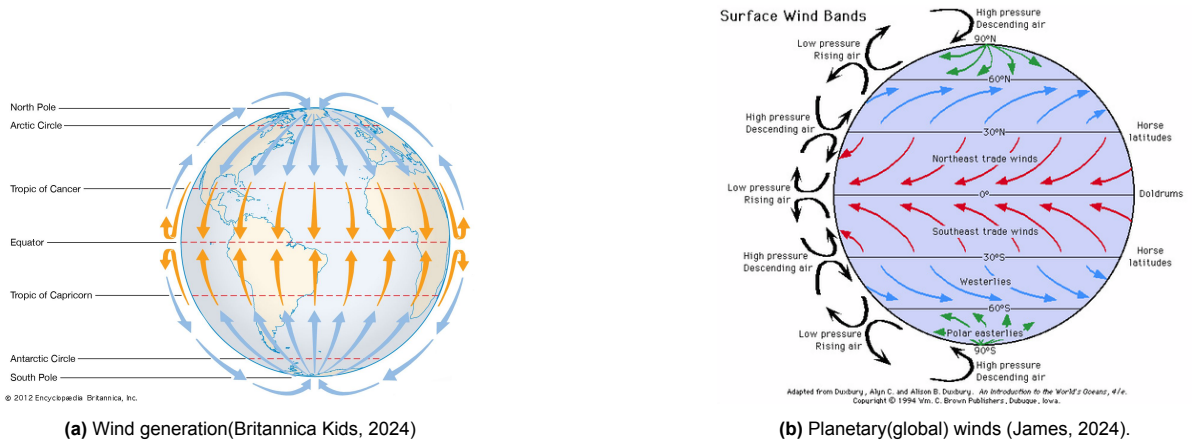 North Pole
Arctic Circle
Tropic of Cancer
Equator
Tropic of Capricorn
Antarctic Circle
South Pole
© 2012 Encyclopædia Britannica, Inc.
(a) Wind generation(Britannica Kids, 2024)
Surface Wind Bands
High pressure
Descending air
90°N
Low pressure
Rising air
60°N
High pressure
Descending air
30°N
Horse
latitudes
Northeast trade winds
Low pressure
Rising air
0°
Doldrums
Southeast trade winds
High pressure
Descending air
30°S
Horse
latitudes
Westerlies
60°S
Low pressure
Rising air
Polar easterlies
90°S
High pressure
Descending air
Adapted from Duxbury, Alyn C. and Alison B. Duxbury. An Introduction to the World's Oceans, 4/e.
Copyright © 1994 Wm. C. Brown Publishers, Dubuque, Iowa.
(b) Planetary(global) winds (James, 2024).